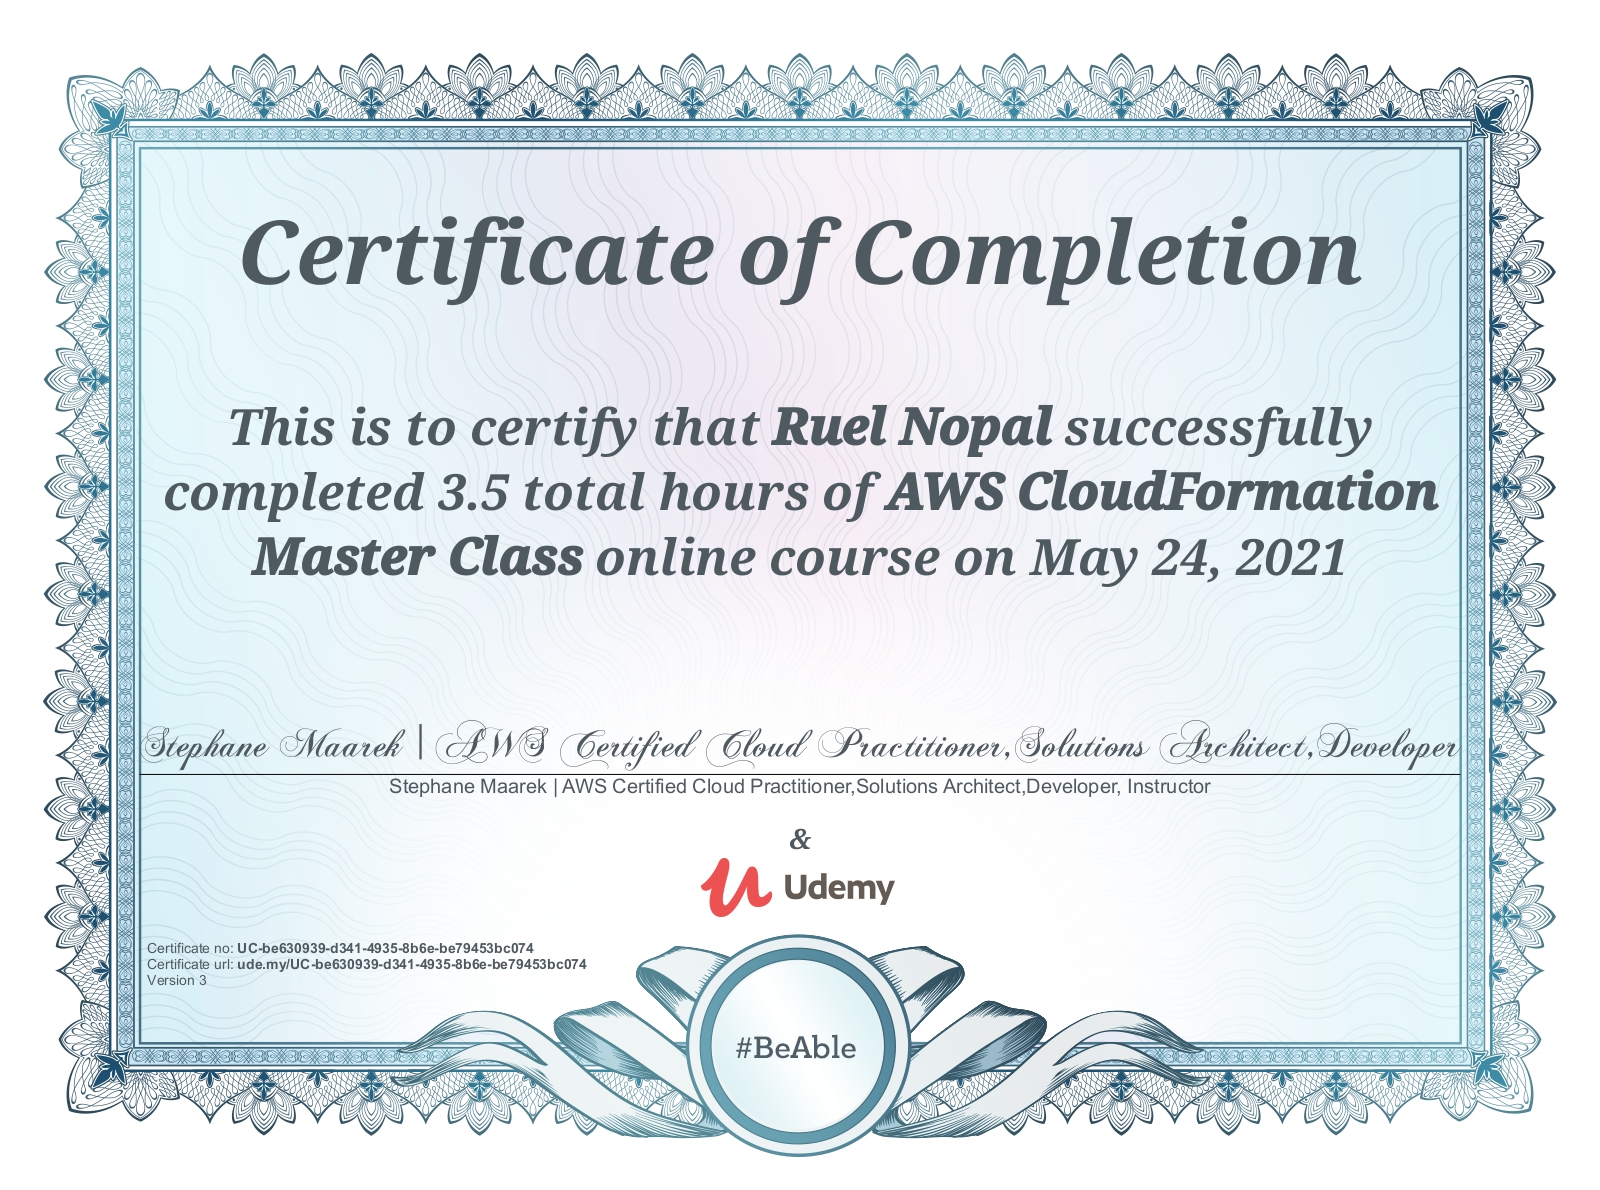 Certificate of Completion
This is to certify that Ruel Nopal successfully
completed 3.5 total hours of AWS CloudFormation
Master Class online course on May 24, 2021
Stephane Maarek | AWS Certified Cloud Practitioner,Solutions Architect,Developer
Stephane Maarek | AWS Certified Cloud Practitioner,Solutions Architect,Developer, Instructor
&
Udemy
Certificate no: UC-be630939-d341-4935-8b6e-be79453bc074
Certificate url: ude.my/UC-be630939-d341-4935-8b6e-be79453bc074
Version 3
#BeAble